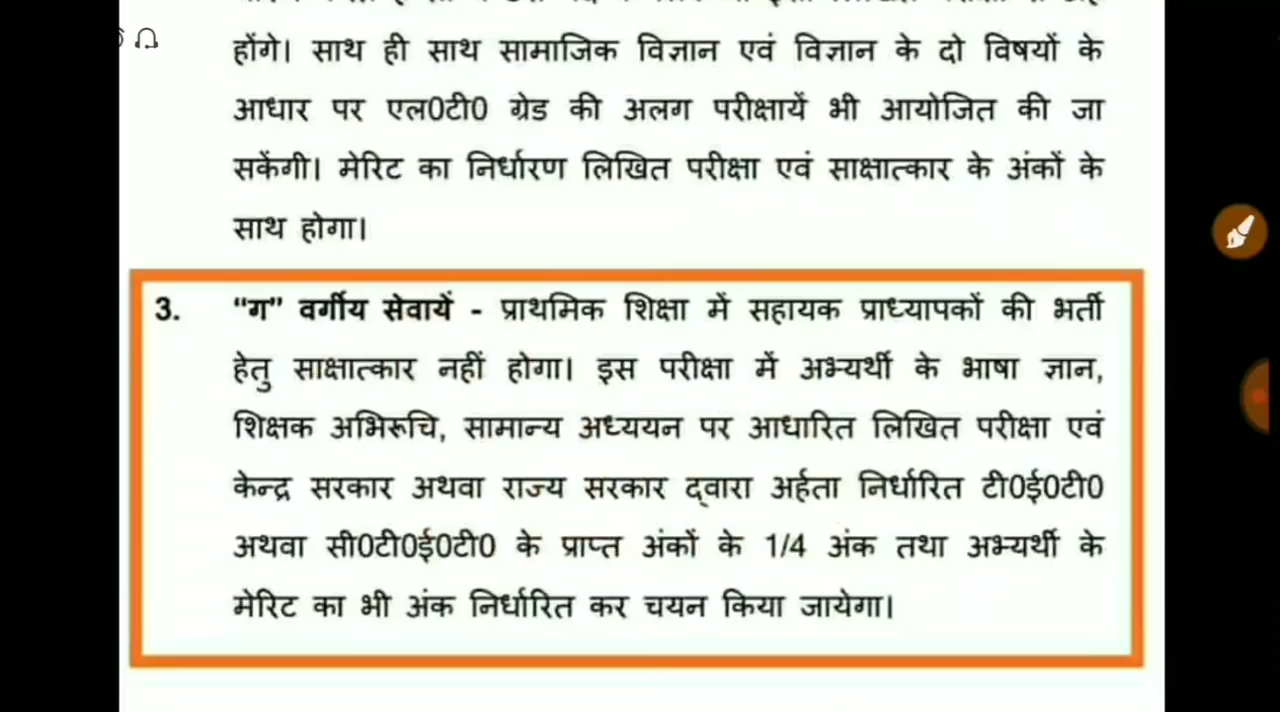 होंगे। साथ ही साथ सामाजिक विज्ञान एवं विज्ञान के दो विषयों के
आधार पर एल0टी0 ग्रेड की अलग परीक्षायें भी आयोजित की जा
सकेंगी। मेरिट का निर्धारण लिखित परीक्षा एवं साक्षात्कार के अंकों के
साथ होगा।
3. “ग” वर्गीय सेवायें - प्राथमिक शिक्षा में सहायक प्राध्यापकों की भर्ती
हेतु साक्षात्कार नहीं होगा। इस परीक्षा में अभ्यर्थी के भाषा ज्ञान,
शिक्षक अभिरूचि, सामान्य अध्ययन पर आधारित लिखित परीक्षा एवं
केन्द्र सरकार अथवा राज्य सरकार द्वारा अर्हता निर्धारित टी0ई0टी0
अथवा सी0टी0ई0टी0 के प्राप्त अंकों के 1/4 अंक तथा अभ्यर्थी के
मेरिट का भी अंक निर्धारित कर चयन किया जायेगा।